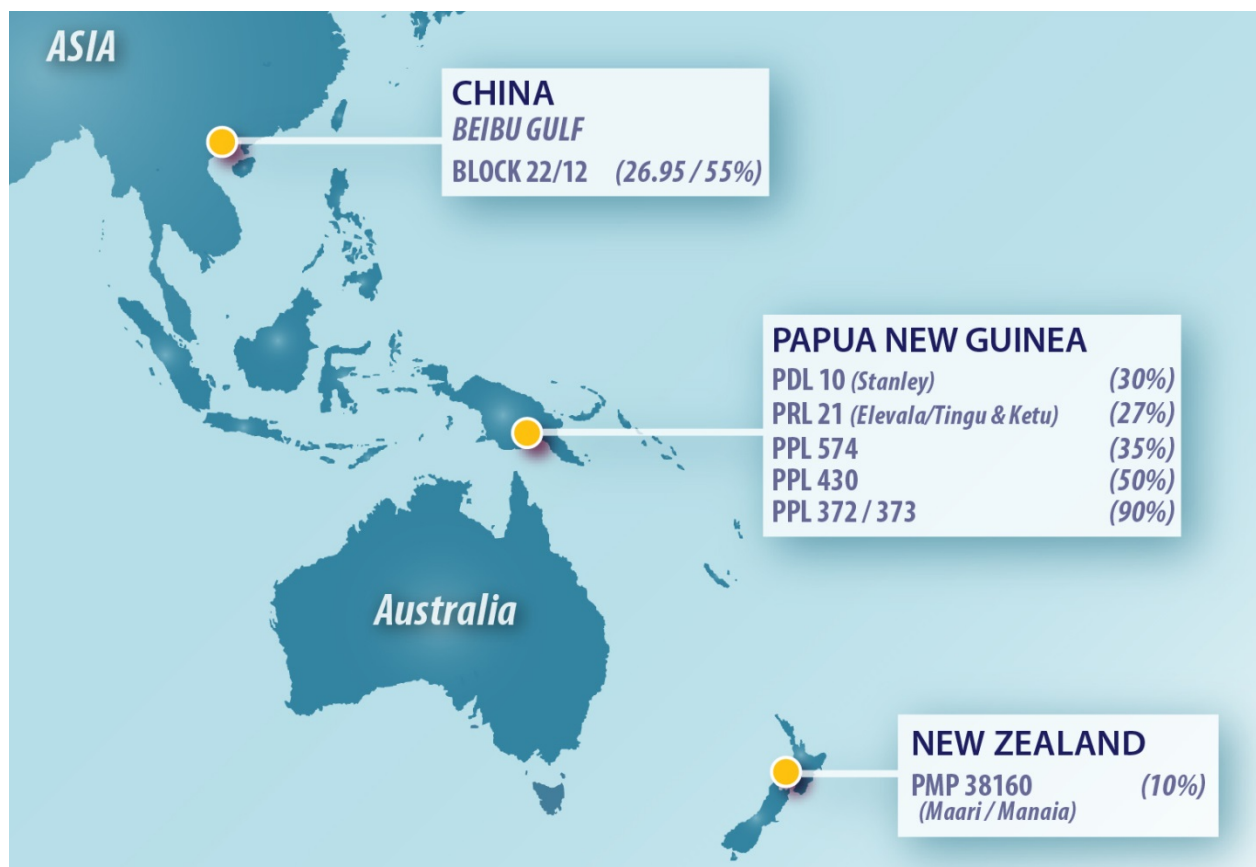 ASIA
CHINA
BEIBU GULF
BLOCK 22/12 (26.95 / 55%)
PAPUA NEW GUINEA
PDL 10 (Stanley) (30%)
PRL 21 (Elevala/Tingu & Ketu) (27%)
PPL 574 (35%)
PPL 430 (50%)
PPL 372 / 373 (90%)
Australia
NEW ZEALAND
PMP 38160 (10%)
(Maari / Manaia)